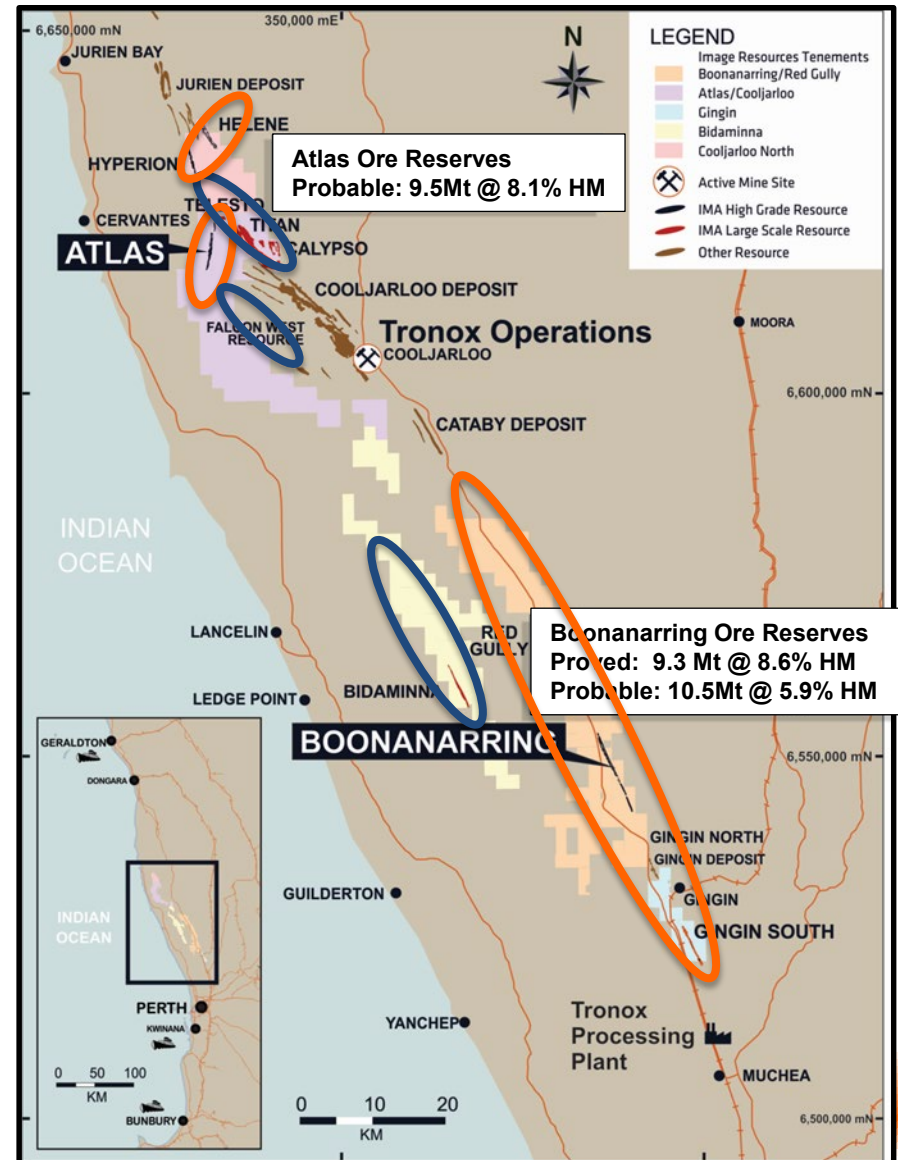 6,650,000 mN
350,000 mE
JURIEN BAY
JURIEN DEPOSIT
HELENE
HYPERION
TELESTO
TITAN
CALYPSO
CERVANTES
ATLAS
COOLJARLOO DEPOSIT
FALCON WEST
RESOURCE
Tronox Operations
COOLJARLOO
CATABY DEPOSIT
N
LEGEND
Image Resources Tenements
Boonanarring/Red Gully
Atlas/Cooljarloo
Gingin
Bidaminna
Cooljarloo North
Active Mine Site
IMA High Grade Resource
IMA Large Scale Resource
Other Resource
Atlas Ore Reserves
Probable: 9.5Mt @ 8.1% HM
MOORA
6,600,000 mN
INDIAN
OCEAN
LANCELIN
RED
GULLY
LEDGE POINT
BIDAMINNA
Boonanarring Ore Reserves
Proved: 9.3 Mt @ 8.6% HM
Probable: 10.5Mt @ 5.9% HM
BOONANARRING
6,550,000 mN
GINGIN NORTH
GINGIN DEPOSIT
GINGIN
GINGIN SOUTH
GUILDERTON
YANCHEP
Tronox
Processing
Plant
MUCHEA
6,500,000 mN
0 10 20
KM
GERALDTON
DONGARA
INDIAN
OCEAN
PERTH
KWINANA
0 50 100
KM
BUNBURY